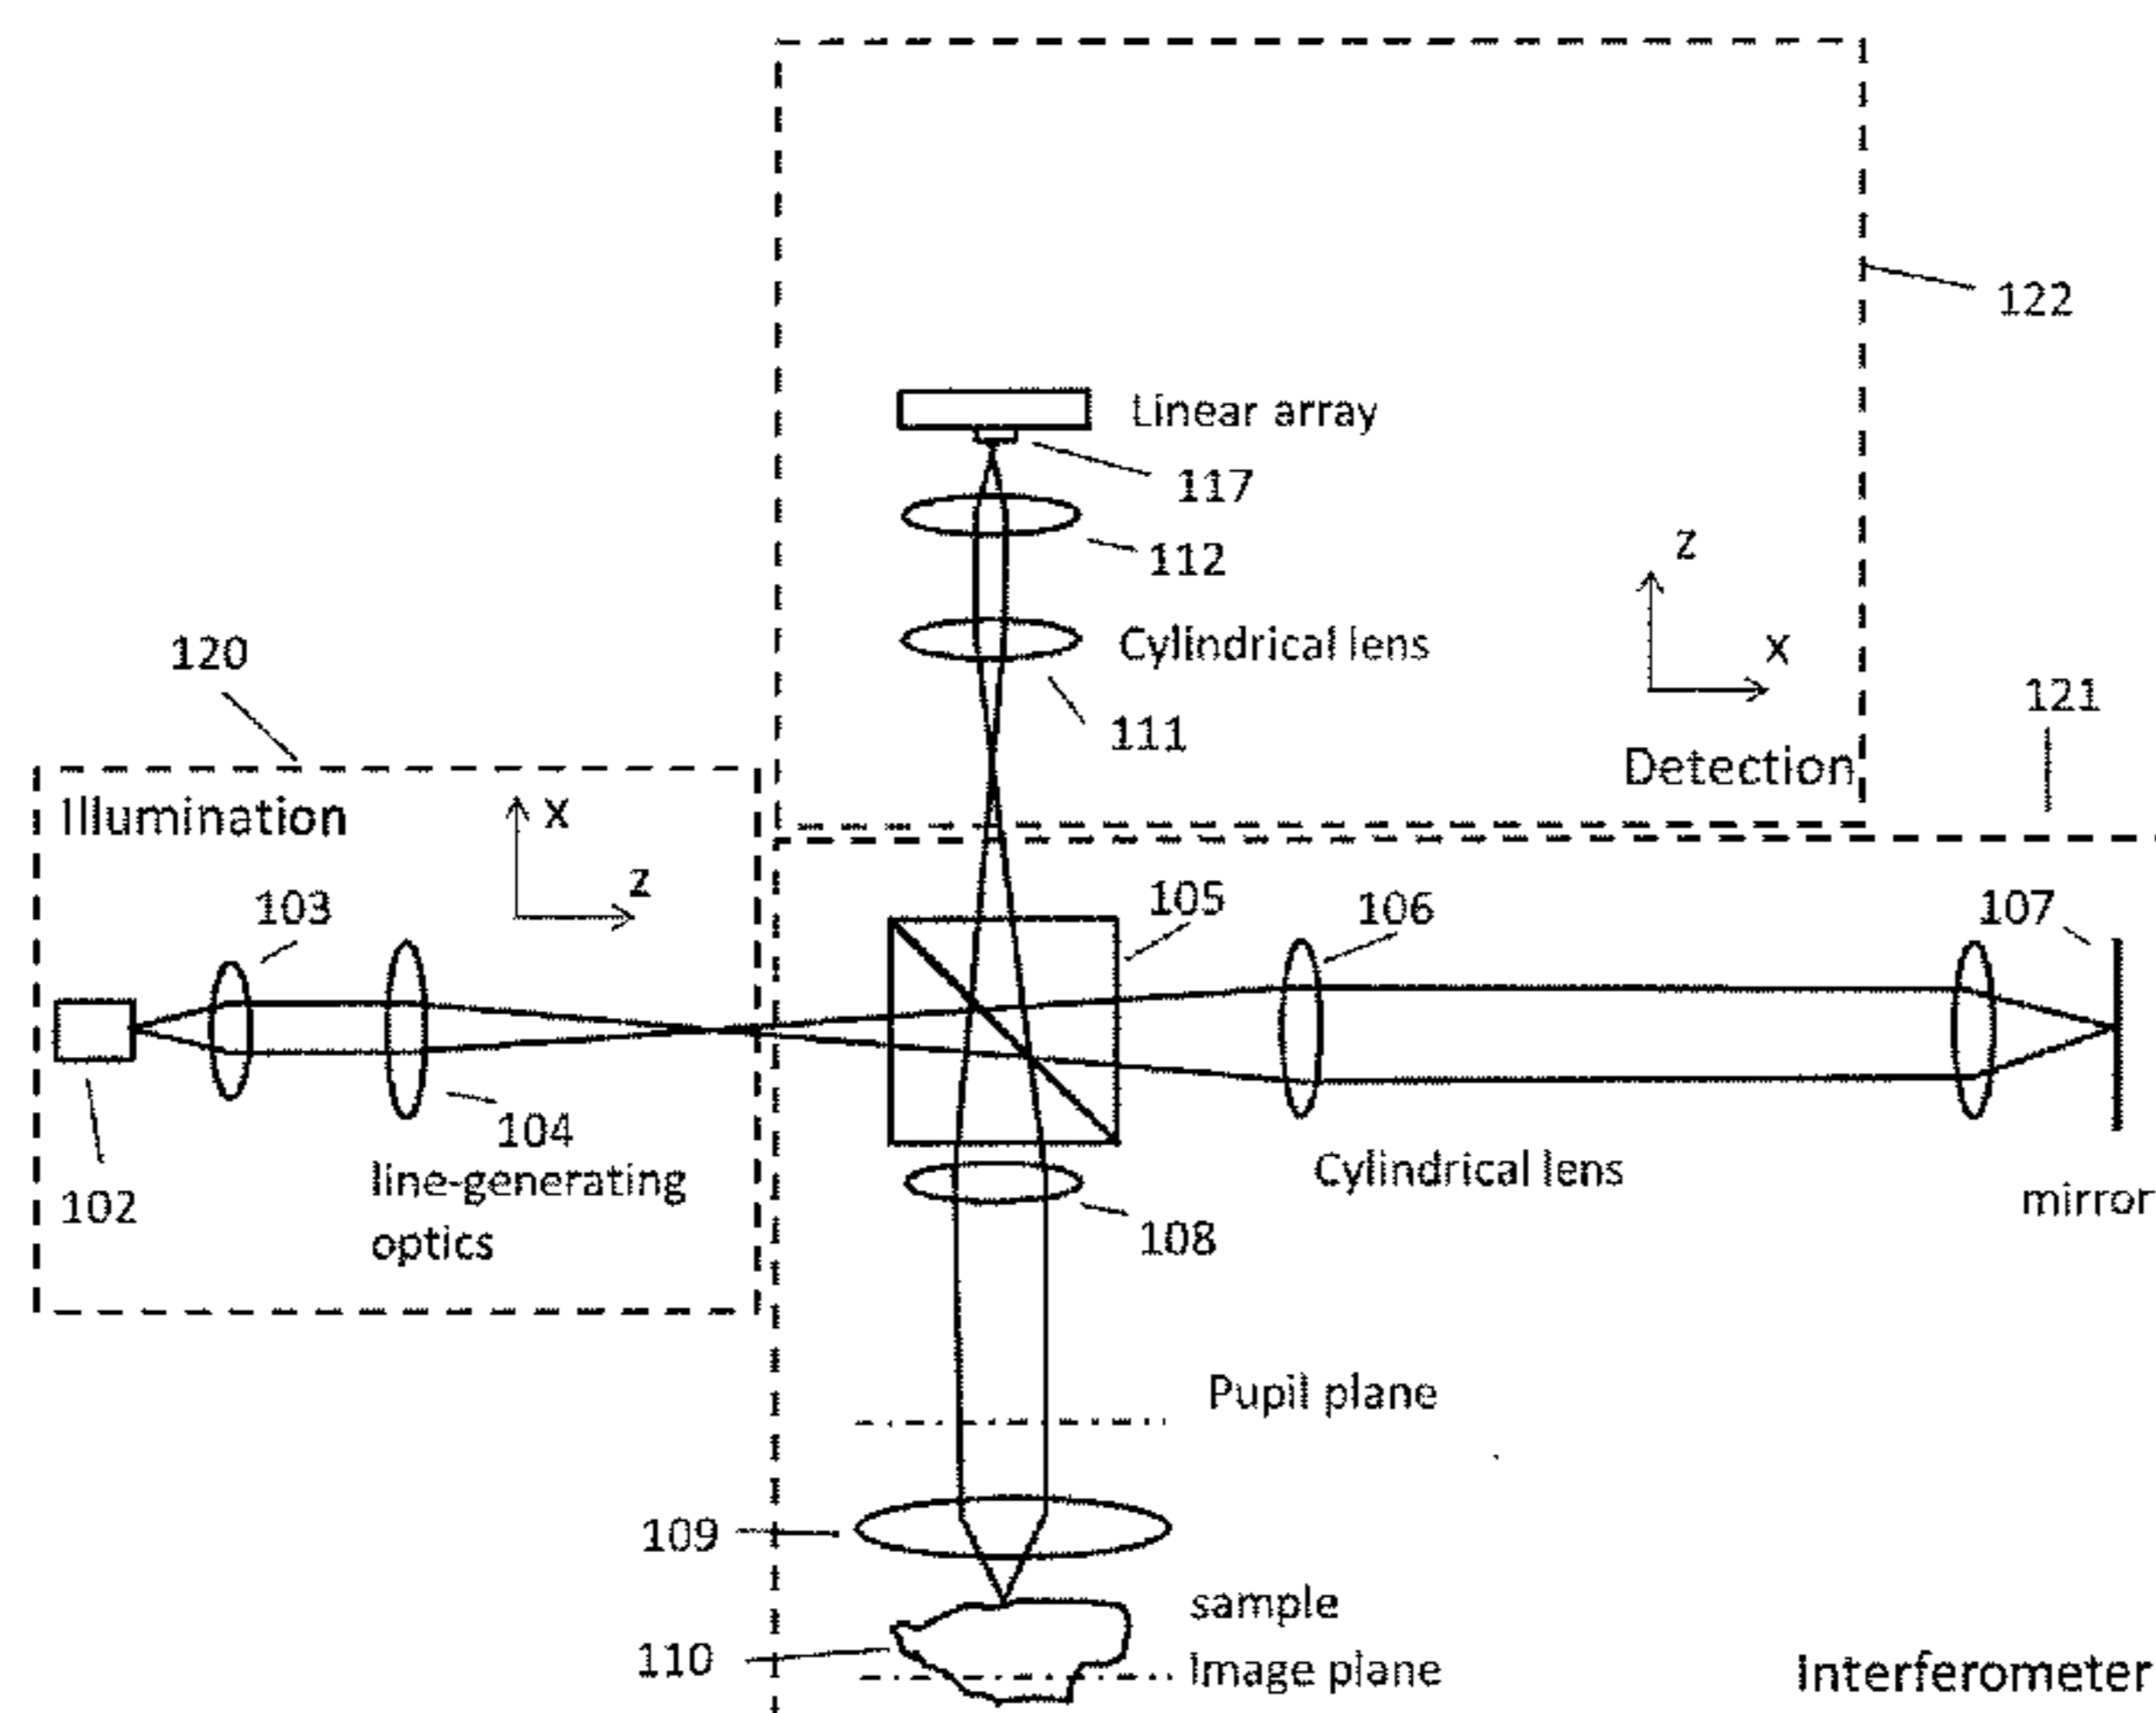 122
Linear array
117
112
Z
Cylindrical lens
X
120
121
111
Detection
Illumination
X
Z
103
105
106
107
104
102
line-generating
optics
Cylindrical lens
mirror
108
Pupil plane
109
sample
110
Image plane
Interferometer